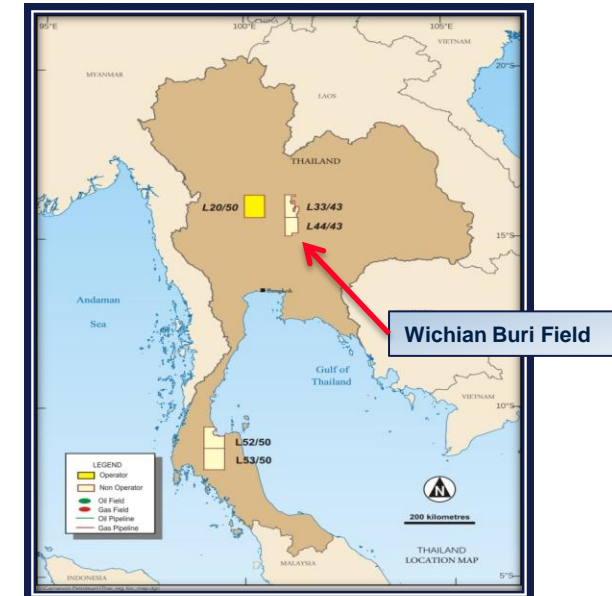 95°E
100°E
CHINA
105°E
VIETNAM
20°S
MYANMAR
LAOS
THAILAND
L20/50
L33/43
L44/43
15°S
Bangkok
Andaman
Sea
Wichian Buri Field
Gulf of
Thailand
VIETNAM
10°S
L52/50
L53/50
LEGEND
Operator
Non Operator
Oil Field
Gas Field
Oil Pipeline
Gas Pipeline
N
200 kilometres
THAILAND
LOCATION MAP
MALAYSIA
INDONESIA
5°S